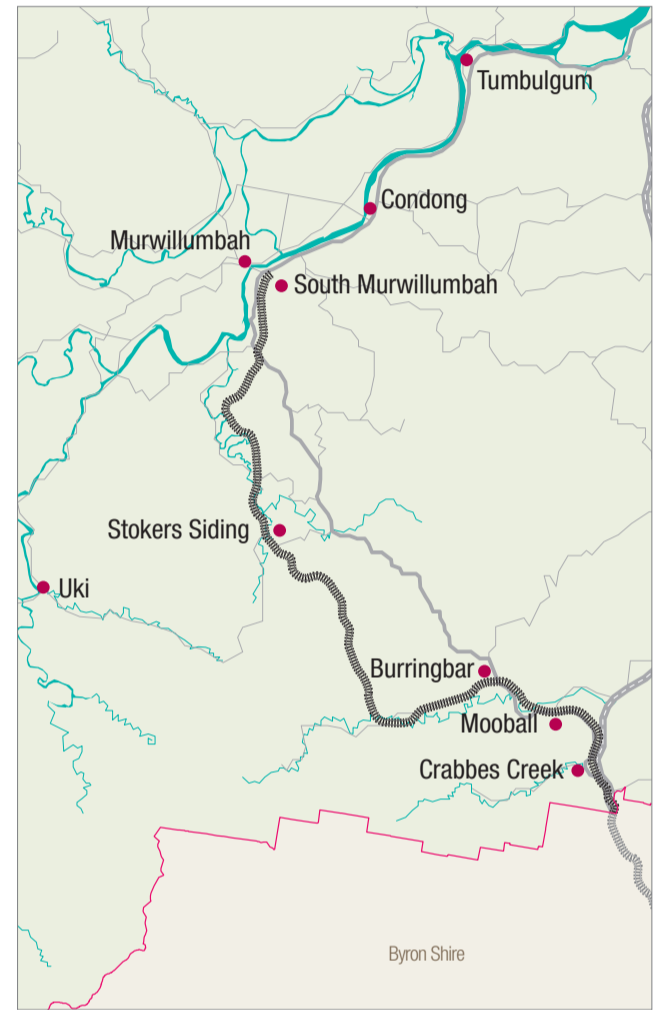 Tumbulgum
Condong
Murwillumbah
South Murwillumbah
Stokers Siding
Uki
Burringbar
Mooball
Crabbes Creek
Byron Shire